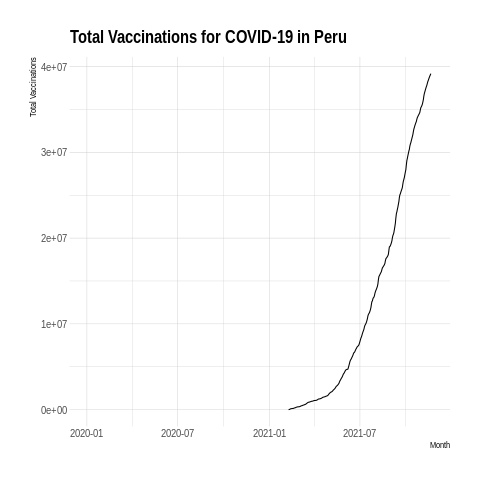 Total Vaccinations for COVID-19 in Peru
Total Vaccinations
4e+07
3e+07
2e+07
1e+07
0e+00
2020-01 2020-07 2021-01 2021-07
Month